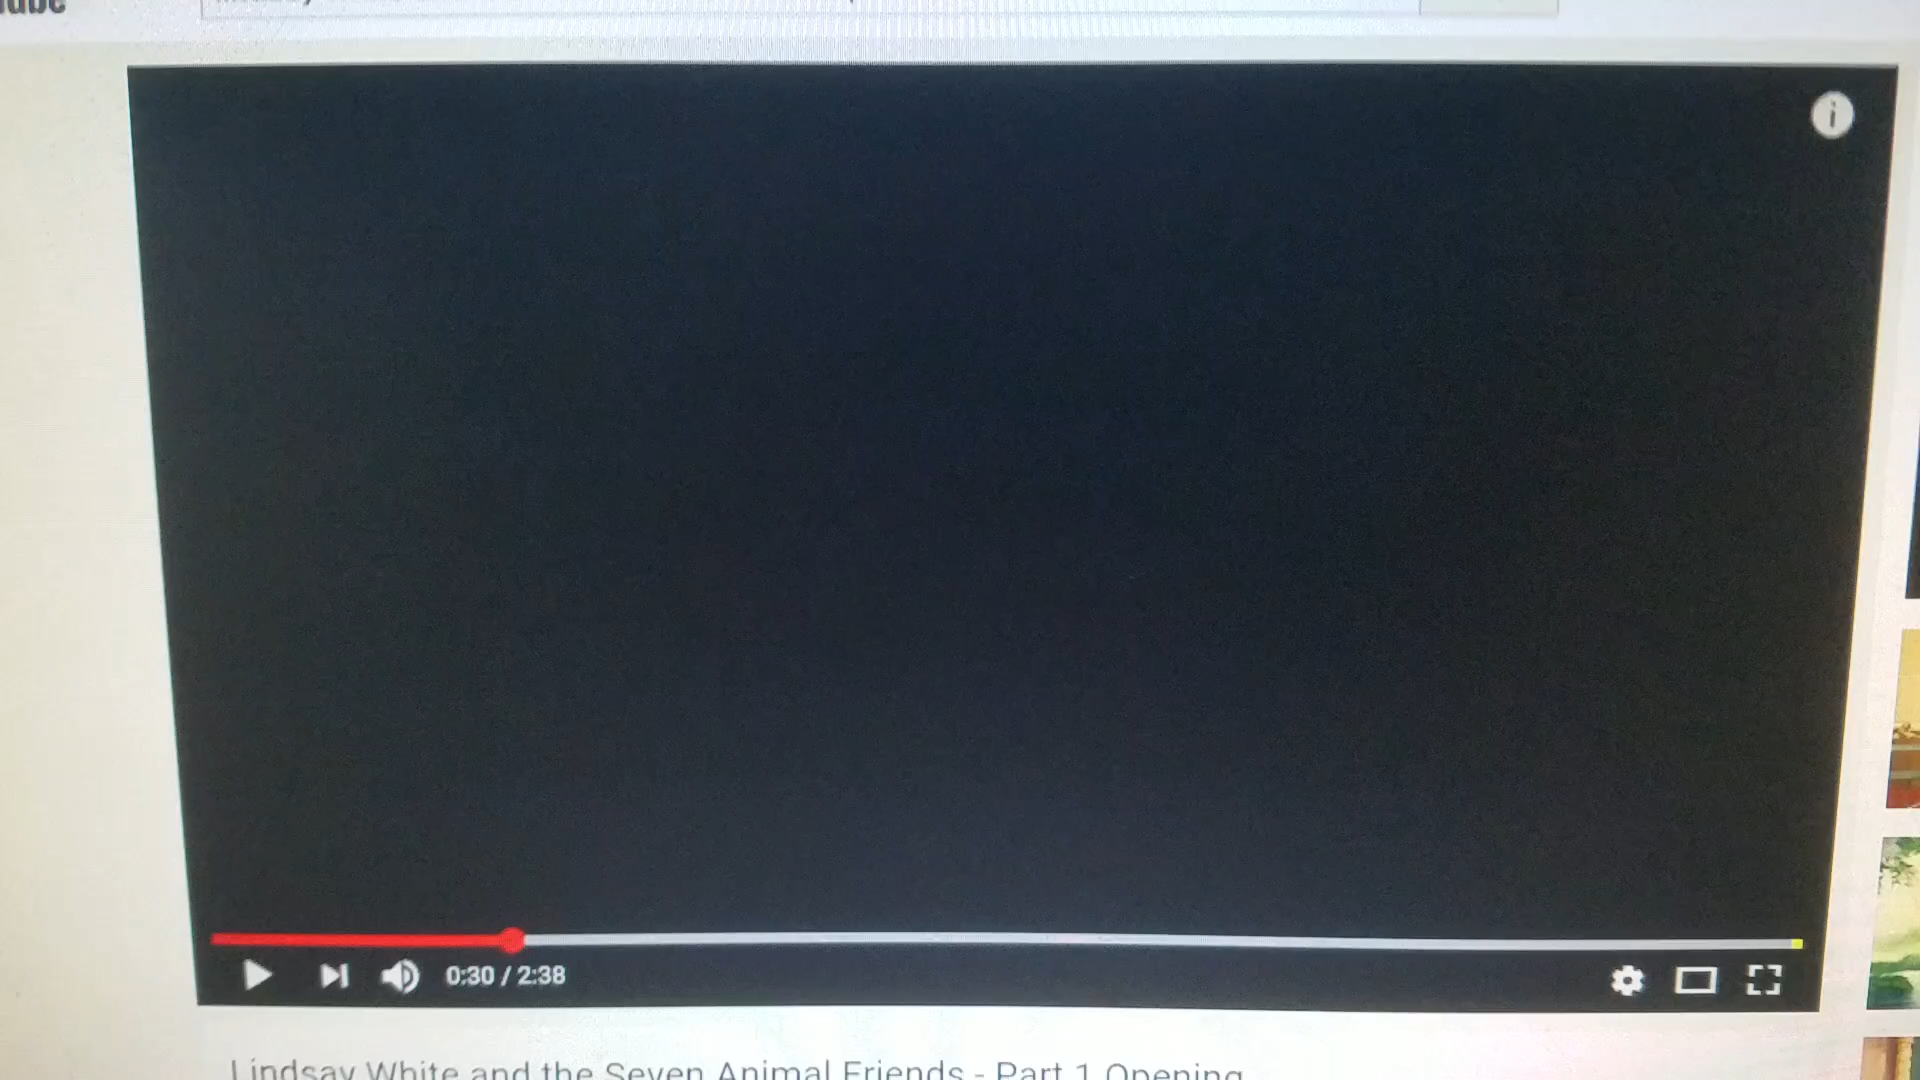 0:30 / 2:38
Lindsay White and the Seven Animal Friends - Part 1 Opening